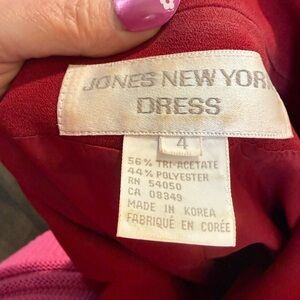 JONES NEW YORK
DRESS
4
56% TRI-ACETATE
44% POLYESTER
RN 54050
CA 08349
MADE IN KOREA
FABRIQUÉ EN CORÉE